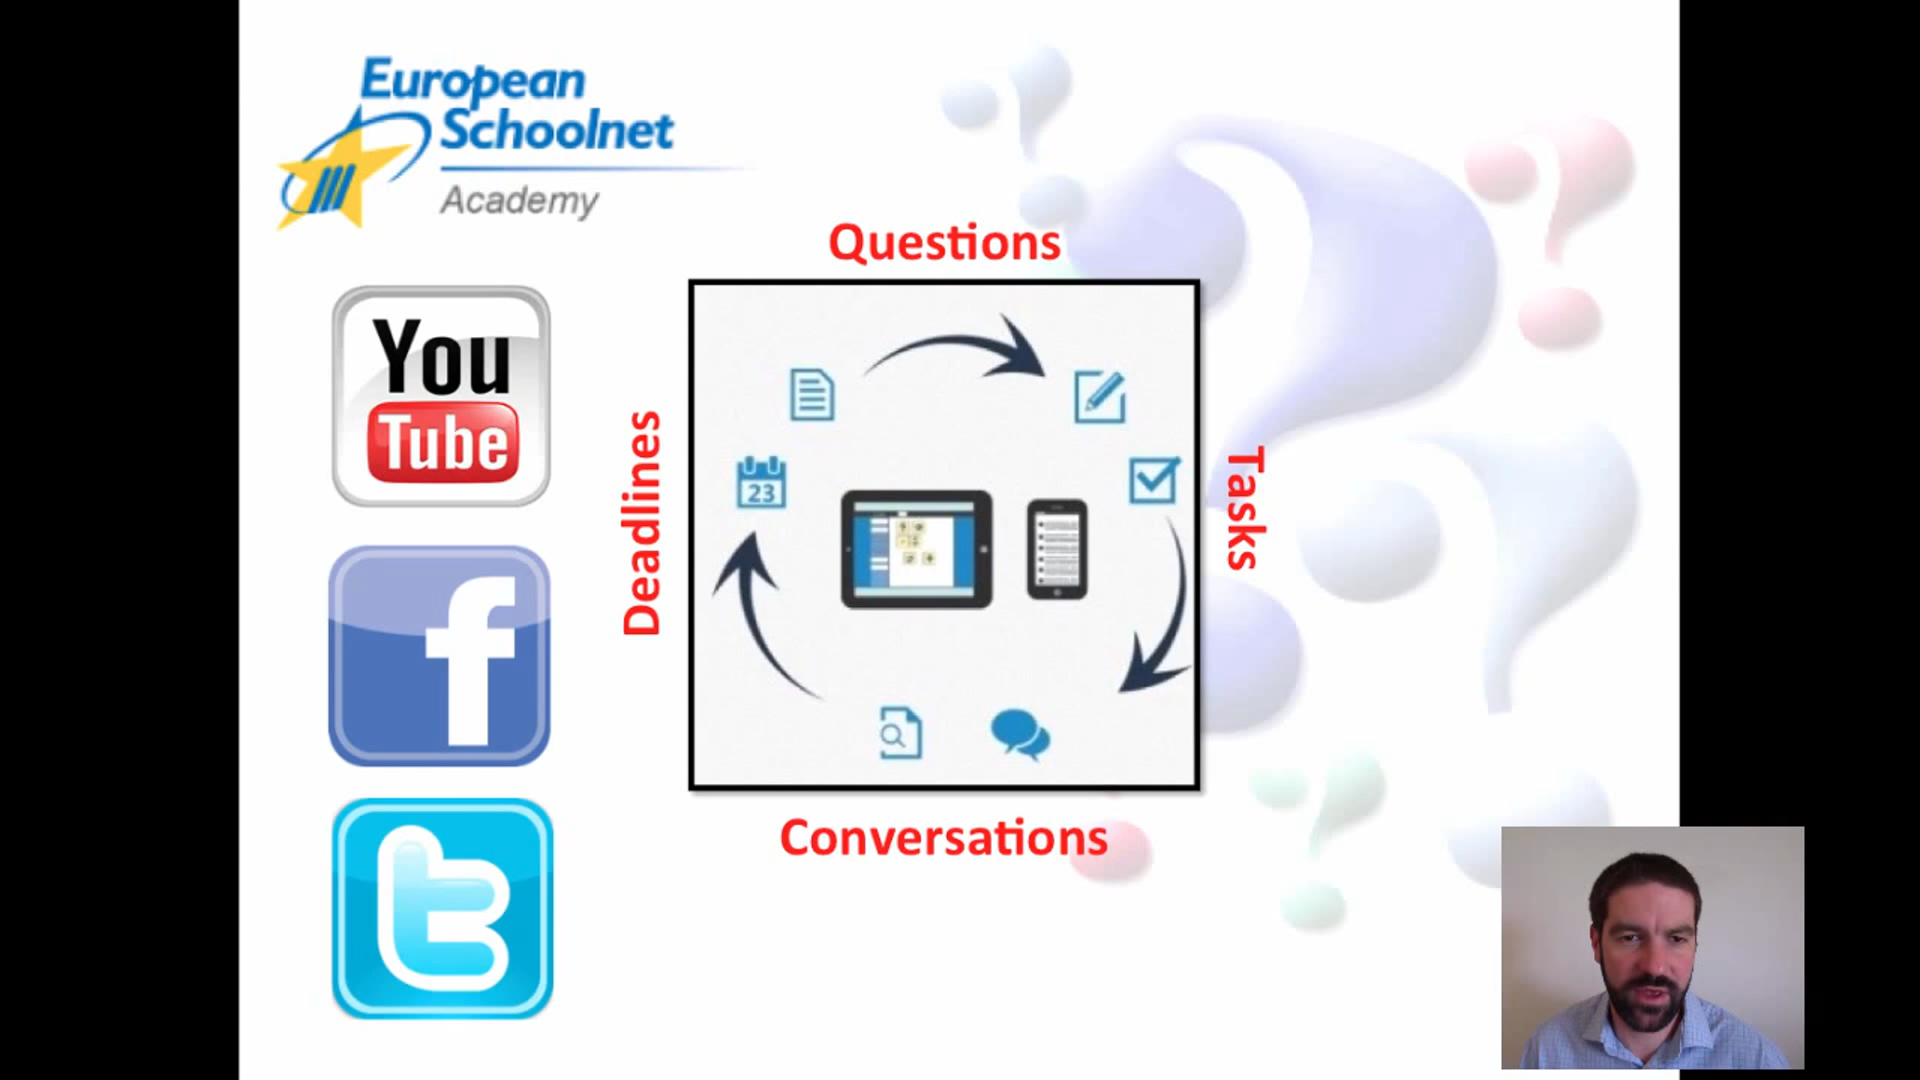 European
Schoolnet
Academy
Questions
You
Tube
Deadlines
23
Tasks
f
Conversations
t